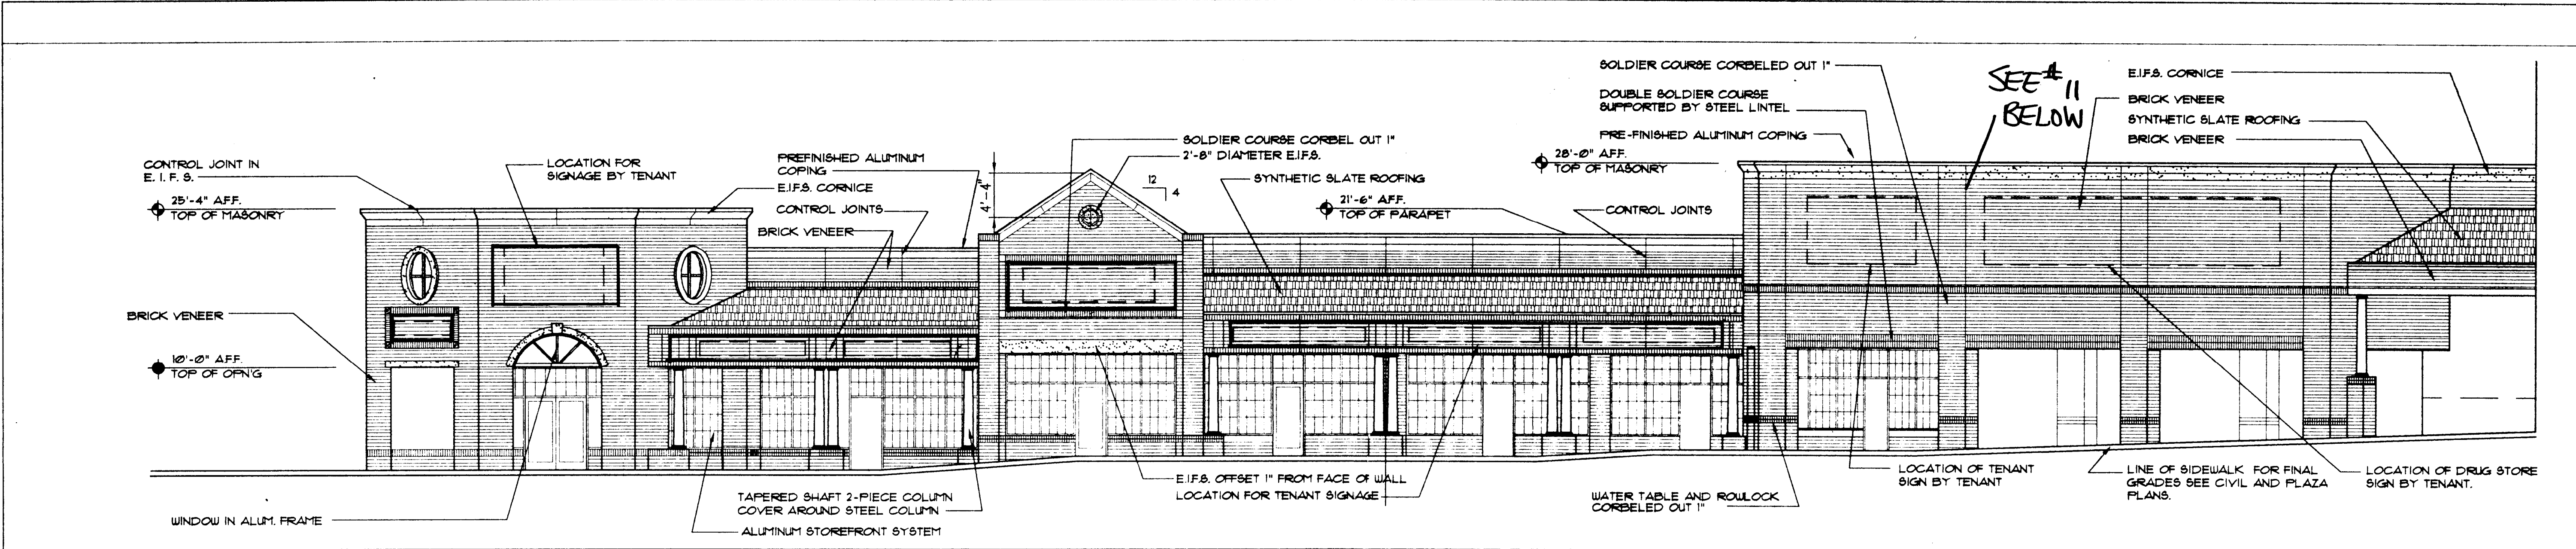 CONTROL JOINT IN
E. I. F. S.
25'-4" A.F.F.
TOP OF MASONRY
BRICK VENEER
10'-0" A.F.F.
TOP OF OPN'G
WINDOW IN ALUM. FRAME
LOCATION FOR
SIGNAGE BY TENANT
PREFINISHED ALUMINUM
COPING
E.I.F.S. CORNICE
CONTROL JOINTS
BRICK VENEER
TAPERED SHAFT 2-PIECE COLUMN
COVER AROUND STEEL COLUMN
ALUMINUM STOREFRONT SYSTEM
4'-4"
SOLDIER COURSE CORBEL OUT 1"
2'-8" DIAMETER E.I.F.S.
12
4
SYNTHETIC SLATE ROOFING
21'-6" A.F.F.
TOP OF PARAPET
E.I.F.S. OFFSET 1" FROM FACE OF WALL
LOCATION FOR TENANT SIGNAGE
SOLDIER COURSE CORBELED OUT 1"
DOUBLE SOLDIER COURSE
SUPPORTED BY STEEL LINTEL
PRE-FINISHED ALUMINUM COPING
28'-0" A.F.F.
TOP OF MASONRY
CONTROL JOINTS
WATER TABLE AND ROWLOCK
CORBELED OUT 1"
SEE # 11
BELOW
E.I.F.S. CORNICE
BRICK VENEER
SYNTHETIC SLATE ROOFING
BRICK VENEER
LOCATION OF TENANT
SIGN BY TENANT
LINE OF SIDEWALK FOR FINAL
GRADES SEE CIVIL AND PLAZA
PLANS.
LOCATION OF DRUG STORE
SIGN BY TENANT.